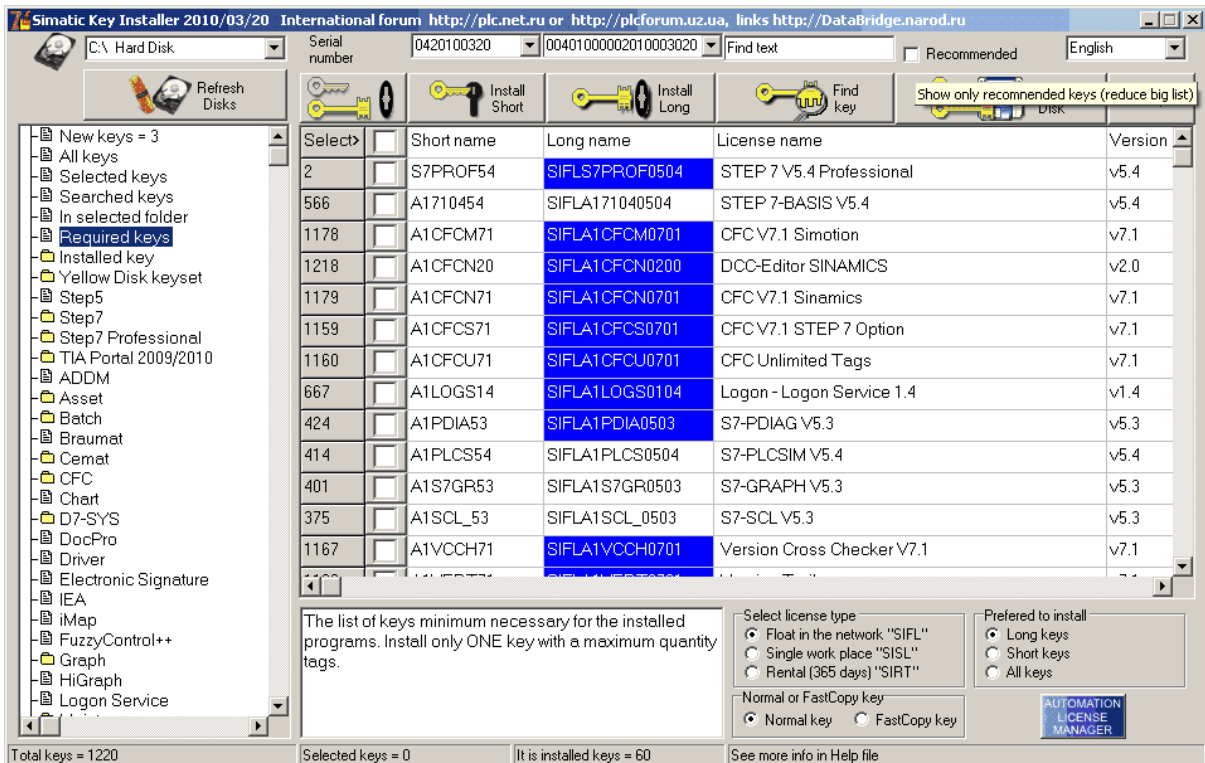 Simatic Key Installer 2010/03/20 International forum http://plc.net.ru or http://plcforum.uz.ua, links http://DataBridge.narod.ru
C:\ Hard Disk
Serial number
0420100320
00401000002010003020
Find text
Recommended
English
Refresh Disks
Install Short
Install Long
Find key
Disk
Show only recomnended keys (reduce big list)
New keys = 3
All keys
Selected keys
Searched keys
In selected folder
Required keys
Installed key
Yellow Disk keyset
Step5
Step7
Step7 Professional
TIA Portal 2009/2010
ADDM
Asset
Batch
Braumat
Cemat
CFC
Chart
D7-SYS
DocPro
Driver
Electronic Signature
IEA
iMap
FuzzyControl++
Graph
HiGraph
Logon Service
Select> Short name Long name License name Version
2 S7PROF54 SIFLS7PROF0504 STEP 7 V5.4 Professional v5.4
566 A1710454 SIFLA171040504 STEP 7-BASIS V5.4 v5.4
1178 A1CFCM71 SIFLA1CFCM0701 CFC V7.1 Simotion v7.1
1218 A1CFCN20 SIFLA1CFCN0200 DCC-Editor SINAMICS v2.0
1179 A1CFCN71 SIFLA1CFCN0701 CFC V7.1 Sinamics v7.1
1159 A1CFCS71 SIFLA1CFCS0701 CFC V7.1 STEP 7 Option v7.1
1160 A1CFCU71 SIFLA1CFCU0701 CFC Unlimited Tags v7.1
667 A1LOGS14 SIFLA1LOGS0104 Logon - Logon Service 1.4 v1.4
424 A1PDIA53 SIFLA1PDIA0503 S7-PDIAG V5.3 v5.3
414 A1PLCS54 SIFLA1PLCS0504 S7-PLCSIM V5.4 v5.4
401 A1S7GR53 SIFLA1S7GR0503 S7-GRAPH V5.3 v5.3
375 A1SCL_53 SIFLA1SCL_0503 S7-SCL V5.3 v5.3
1167 A1VCCH71 SIFLA1VCCH0701 Version Cross Checker V7.1 v7.1
The list of keys minimum necessary for the installed
programs. Install only ONE key with a maximum quantity
tags.
Select license type
Float in the network "SIFL"
Single work place "SISL"
Rental (365 days) "SIRT"
Normal or FastCopy key
Normal key FastCopy key
Prefered to install
Long keys
Short keys
All keys
AUTOMATION
LICENSE
MANAGER
Total keys = 1220 Selected keys = 0 It is installed keys = 60 See more info in Help file